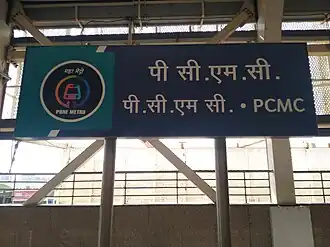 महा मेट्रो
PUNE METRO
पी सी.एम.सी.
पी.सी.एम सी. • PCMC